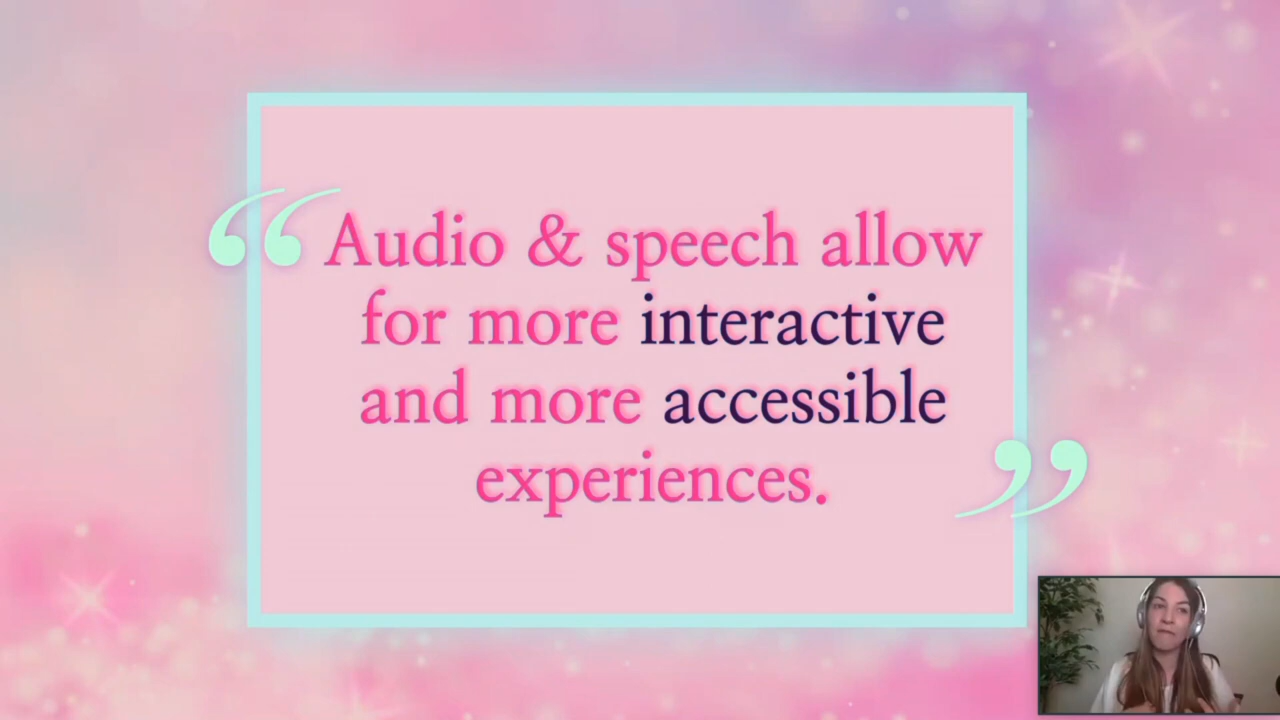 “Audio & speech allow
for more interactive
and more accessible
experiences.”